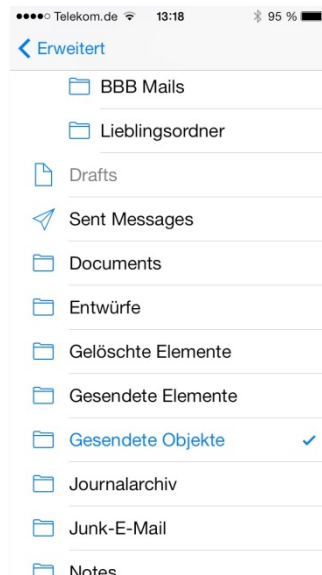 Telekom.de 13:18 95 %
Erweitert
BBB Mails
Lieblingsordner
Drafts
Sent Messages
Documents
Entwürfe
Gelöschte Elemente
Gesendete Elemente
Gesendete Objekte
Journalarchiv
Junk-E-Mail
Notes